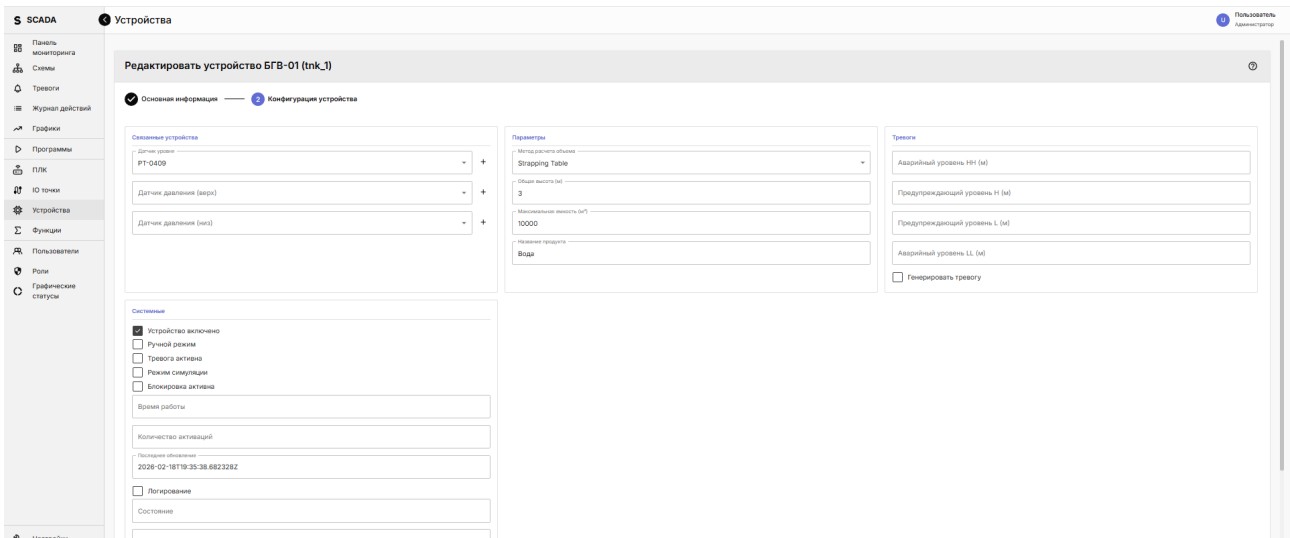 SCADA
Устройства
U
Пользователь
Администратор
Панель
мониторинга
Схемы
Тревоги
Журнал действий
Графики
Программы
ПЛК
IO точки
Устройства
Функции
Пользователи
Роли
Графические
статусы
Редактировать устройство БГВ-01 (tnk_1)
Основная информация
2 Конфигурация устройства
Связанные устройства
Датчик уровня
PT-0409
Датчик давления (верх)
Датчик давления (низ)
Параметры
Метод расчета объема
Strapping Table
Общая высота (м)
3
Максимальная емкость (м³)
10000
Название продукта
Вода
Тревоги
Аварийный уровень HH (м)
Предупреждающий уровень H (м)
Предупреждающий уровень L (м)
Аварийный уровень LL (м)
Генерировать тревогу
Системные
Устройство включено
Ручной режим
Тревога активна
Режим симуляции
Блокировка активна
Время работы
Количество активаций
Последнее обновление
2026-02-18T19:35:38.682328Z
Логирование
Состояние